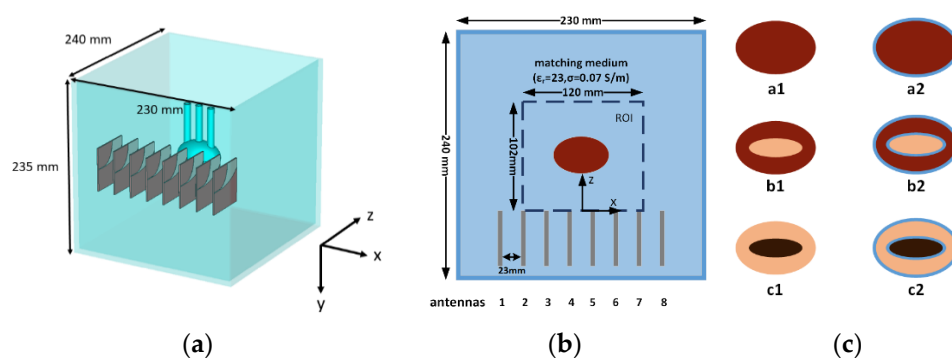 240 mm
230 mm
235 mm
z
x
y
(a)
230 mm
240 mm
matching medium
(εr=23,σ=0.07 S/m)
120 mm
ROI
102mm
z
x
23mm
antennas 1 2 3 4 5 6 7 8
(b)
a1 a2
b1 b2
c1 c2
(c)